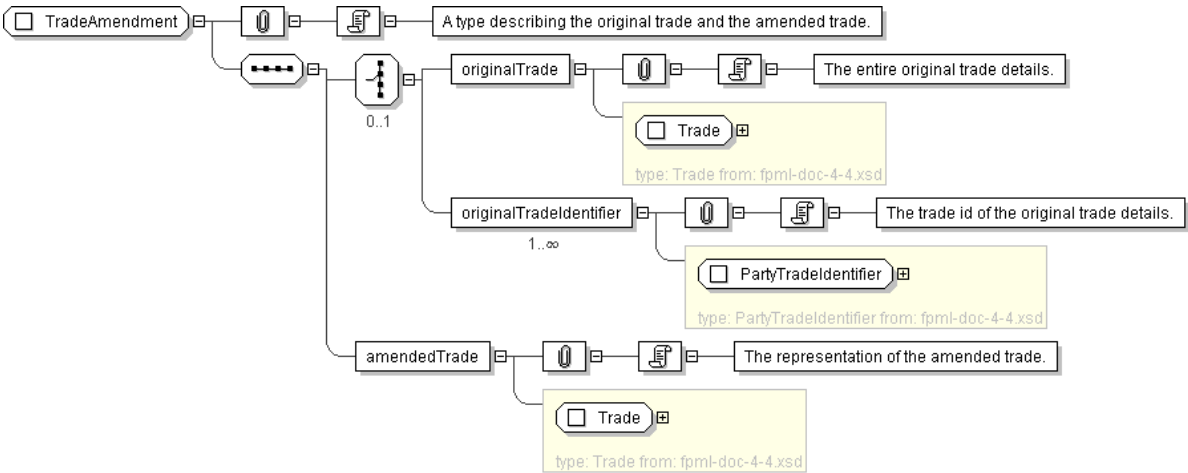 TradeAmendment
A type describing the original trade and the amended trade.
0..1
originalTrade
The entire original trade details.
Trade
type: Trade from: fpml-doc-4-4.xsd
originalTradeIdentifier
The trade id of the original trade details.
1..∞
PartyTradeIdentifier
type: PartyTradeIdentifier from: fpml-doc-4-4.xsd
amendedTrade
The representation of the amended trade.
Trade
type: Trade from: fpml-doc-4-4.xsd